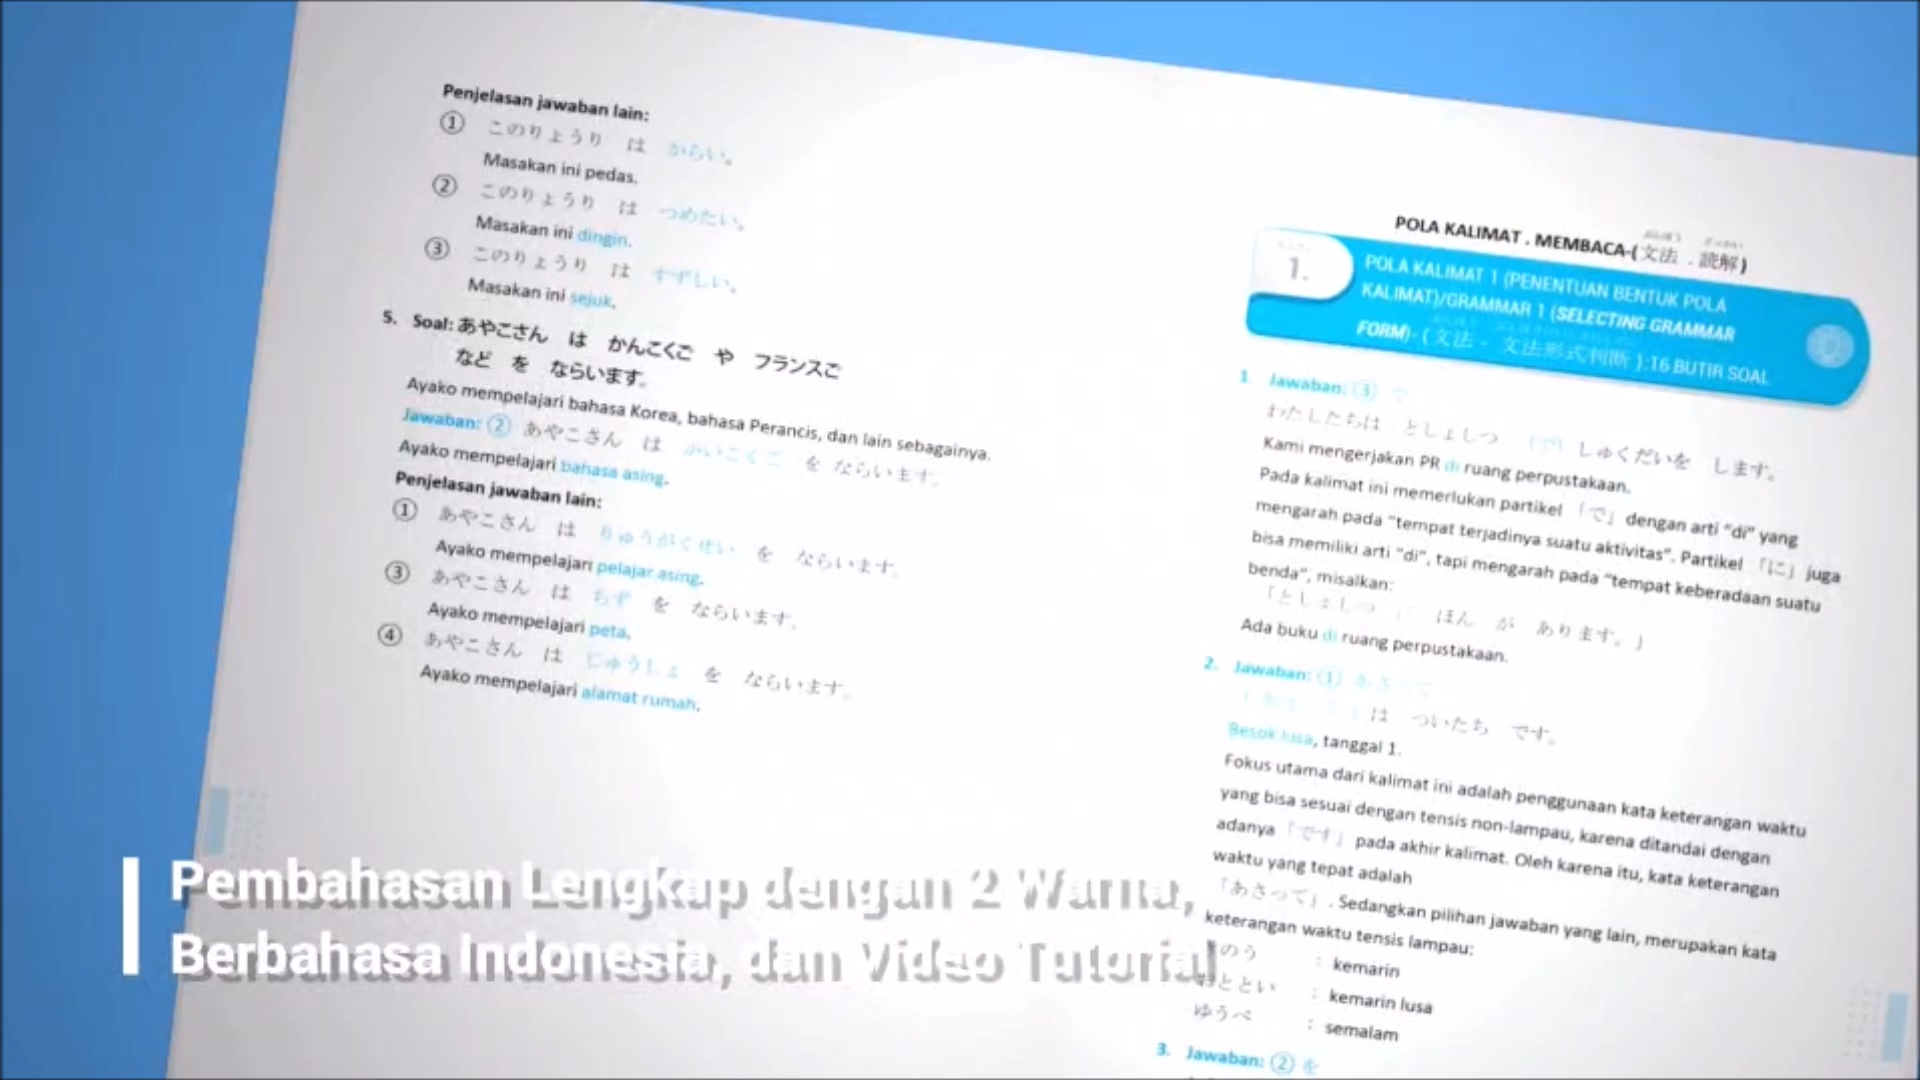 Penjelasan jawaban lain:
① このりょうり は からい。
Masakan ini pedas.
② このりょうり は つめたい。
Masakan ini dingin.
③ このりょうり は すずしい。
Masakan ini sejuk.
5. Soal: あやこさん は かんこくご や フランスご
など を ならいます。
Ayako mempelajari bahasa Korea, bahasa Perancis, dan lain sebagainya.
Jawaban: ② あやこさん は がいこくご を ならいます。
Ayako mempelajari bahasa asing.
Penjelasan jawaban lain:
① あやこさん は りゅうがくせい を ならいます。
Ayako mempelajari pelajar asing.
③ あやこさん は ちず を ならいます。
Ayako mempelajari peta.
④ あやこさん は じゅうしょ を ならいます。
Ayako mempelajari alamat rumah.
POLA KALIMAT . MEMBACA-(文法 . 読解)
1.
POLA KALIMAT 1 (PENENTUAN BENTUK POLA
KALIMAT)/GRAMMAR 1 (SELECTING GRAMMAR
FORM)- ( 文法 - 文法形式判断 ):16 BUTIR SOAL
1. Jawaban: (3) で
わたしたちは としょしつ (で) しゅくだいを します。
Kami mengerjakan PR di ruang perpustakaan.
Pada kalimat ini memerlukan partikel 「で」 dengan arti "di" yang
mengarah pada "tempat terjadinya suatu aktivitas". Partikel 「に」 juga
bisa memiliki arti "di", tapi mengarah pada "tempat keberadaan suatu
benda", misalkan:
「としょしつ に ほん が あります。」
Ada buku di ruang perpustakaan.
2. Jawaban: (1) あさって
は ついたち です。
Besok lusa, tanggal 1.
Fokus utama dari kalimat ini adalah penggunaan kata keterangan waktu
yang bisa sesuai dengan tensis non-lampau, karena ditandai dengan
adanya 「です」 pada akhir kalimat. Oleh karena itu, kata keterangan
waktu yang tepat adalah
「あさって」. Sedangkan pilihan jawaban yang lain, merupakan kata
keterangan waktu tensis lampau:
のう : kemarin
おととい : kemarin lusa
ゆうべ : semalam
3. Jawaban: ② を
Pembahasan Lengkap dengan 2 Warna,
Berbahasa Indonesia, dan Video Tutorial